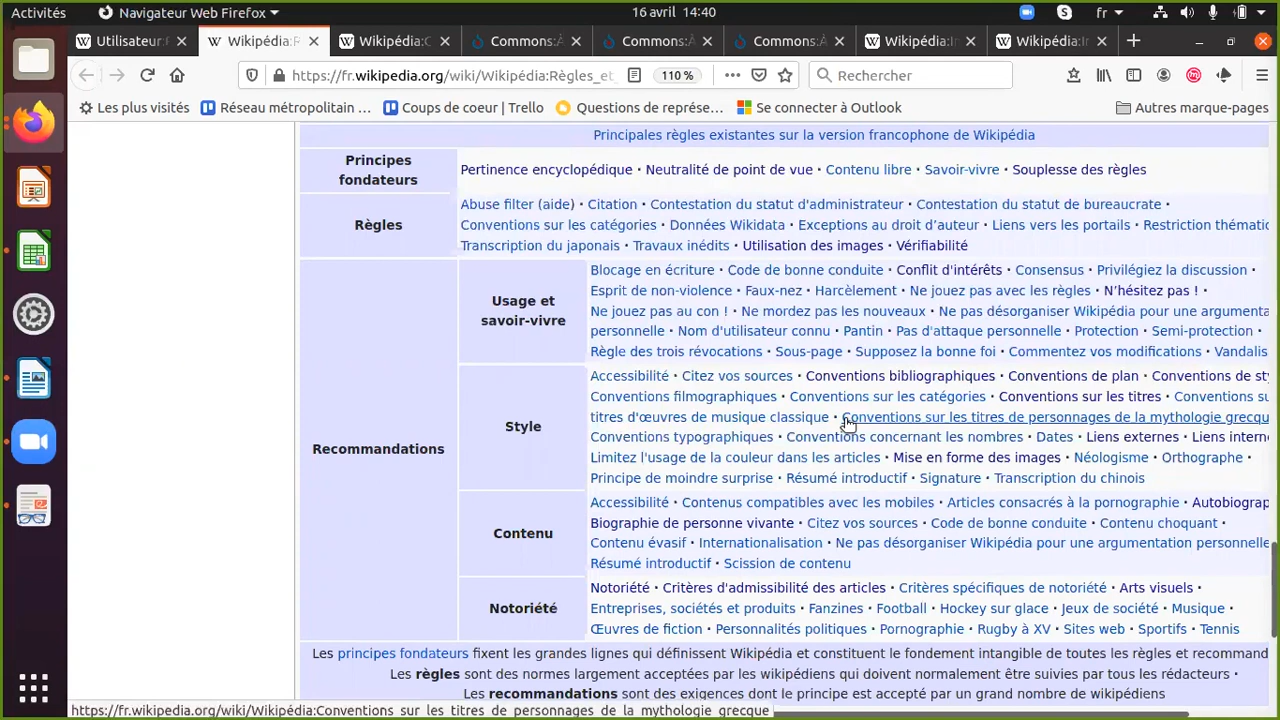 Activités
Navigateur Web Firefox
16 avril 14:40
fr
Utilisateur:
Wikipédia:R
Wikipédia:C
Commons:À
Commons:À
Commons:À
Wikipédia:I
Wikipédia:I
https://fr.wikipedia.org/wiki/Wikipédia:Règles_et_
110 %
Rechercher
Les plus visités
Réseau métropolitain …
Coups de coeur | Trello
Questions de représe…
Se connecter à Outlook
Autres marque-pages
Principales règles existantes sur la version francophone de Wikipédia
Principes
fondateurs
Pertinence encyclopédique · Neutralité de point de vue · Contenu libre · Savoir-vivre · Souplesse des règles
Règles
Abuse filter (aide) · Citation · Contestation du statut d'administrateur · Contestation du statut de bureaucrate ·
Conventions sur les catégories · Données Wikidata · Exceptions au droit d’auteur · Liens vers les portails · Restriction thématic
Transcription du japonais · Travaux inédits · Utilisation des images · Vérifiabilité
Recommandations
Usage et
savoir-vivre
Blocage en écriture · Code de bonne conduite · Conflit d'intérêts · Consensus · Privilégiez la discussion ·
Esprit de non-violence · Faux-nez · Harcèlement · Ne jouez pas avec les règles · N’hésitez pas ! ·
Ne jouez pas au con ! · Ne mordez pas les nouveaux · Ne pas désorganiser Wikipédia pour une argumenta
personnelle · Nom d'utilisateur connu · Pantin · Pas d'attaque personnelle · Protection · Semi-protection ·
Règle des trois révocations · Sous-page · Supposez la bonne foi · Commentez vos modifications · Vandalis
Style
Accessibilité · Citez vos sources · Conventions bibliographiques · Conventions de plan · Conventions de sty
Conventions filmographiques · Conventions sur les catégories · Conventions sur les titres · Conventions su
titres d'œuvres de musique classique · Conventions sur les titres de personnages de la mythologie grecqu
Conventions typographiques · Conventions concernant les nombres · Dates · Liens externes · Liens intern
Limitez l'usage de la couleur dans les articles · Mise en forme des images · Néologisme · Orthographe ·
Principe de moindre surprise · Résumé introductif · Signature · Transcription du chinois
Contenu
Accessibilité · Contenus compatibles avec les mobiles · Articles consacrés à la pornographie · Autobiograp
Biographie de personne vivante · Citez vos sources · Code de bonne conduite · Contenu choquant ·
Contenu évasif · Internationalisation · Ne pas désorganiser Wikipédia pour une argumentation personnelle
Résumé introductif · Scission de contenu
Notoriété
Notoriété · Critères d'admissibilité des articles · Critères spécifiques de notoriété · Arts visuels ·
Entreprises, sociétés et produits · Fanzines · Football · Hockey sur glace · Jeux de société · Musique ·
Œuvres de fiction · Personnalités politiques · Pornographie · Rugby à XV · Sites web · Sportifs · Tennis
Les principes fondateurs fixent les grandes lignes qui définissent Wikipédia et constituent le fondement intangible de toutes les règles et recommand
Les règles sont des normes largement acceptées par les wikipédiens qui doivent normalement être suivies par tous les rédacteurs
Les recommandations sont des exigences dont le principe est accepté par un grand nombre de wikipédiens
https://fr.wikipedia.org/wiki/Wikipédia:Conventions_sur_les_titres_de_personnages_de_la_mythologie_grecque